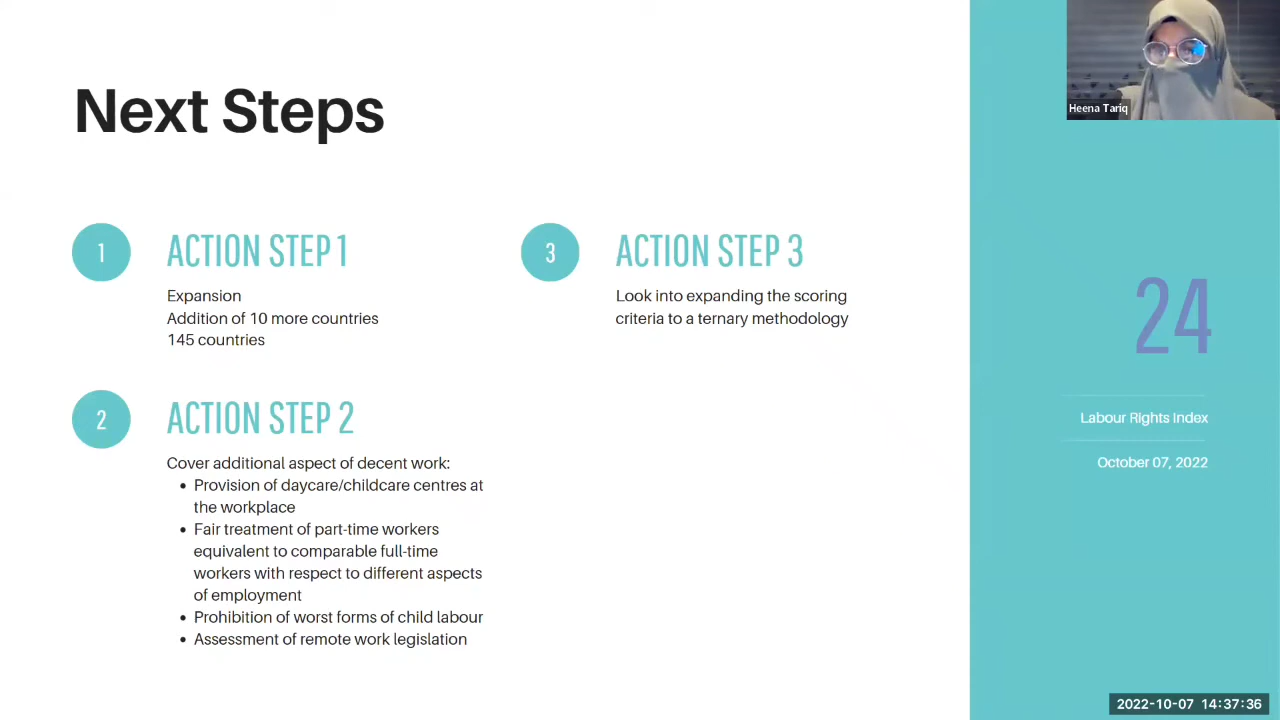 Next Steps
1
ACTION STEP 1
Expansion
Addition of 10 more countries
145 countries
2
ACTION STEP 2
Cover additional aspect of decent work:
• Provision of daycare/childcare centres at
the workplace
• Fair treatment of part-time workers
equivalent to comparable full-time
workers with respect to different aspects
of employment
• Prohibition of worst forms of child labour
• Assessment of remote work legislation
3
ACTION STEP 3
Look into expanding the scoring
criteria to a ternary methodology
Heena Tariq
24
Labour Rights Index
October 07, 2022
2022-10-07 14:37:36